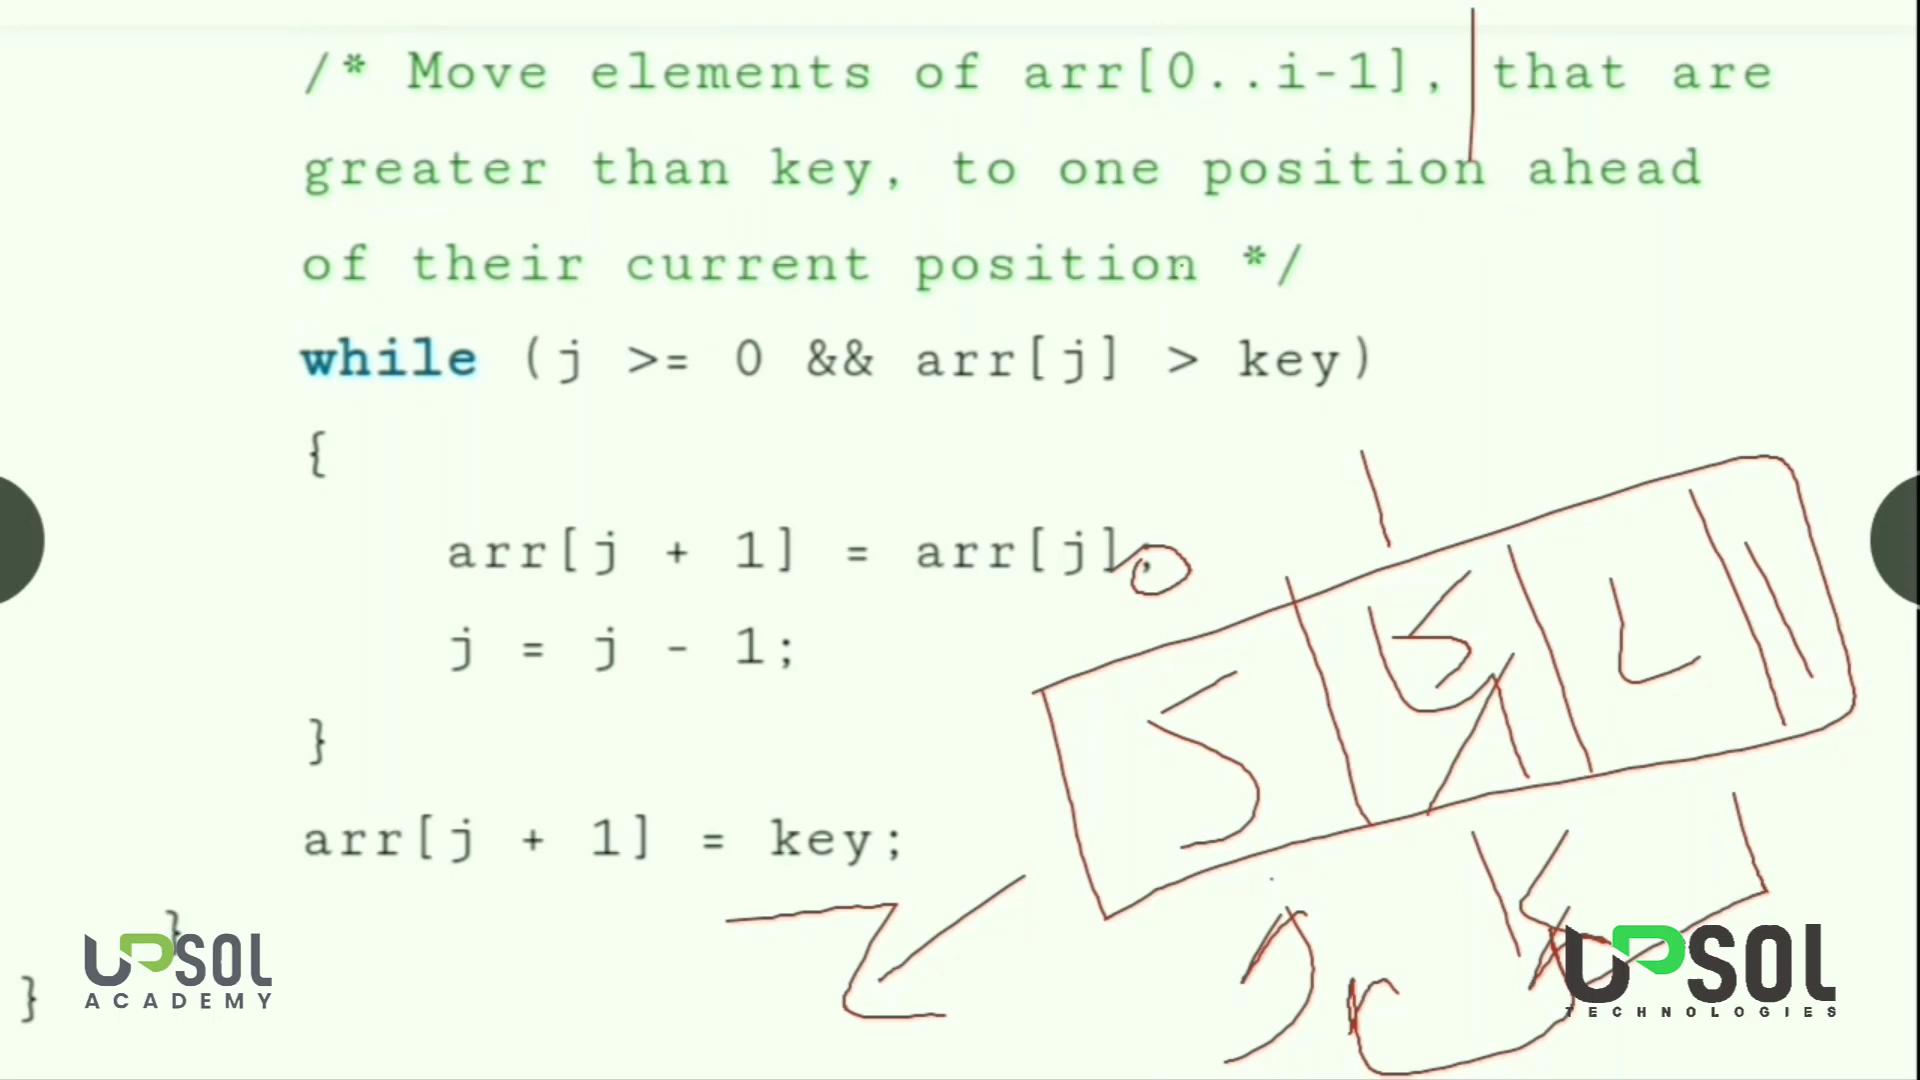 /* Move elements of arr[0..i-1], that are
greater than key, to one position ahead
of their current position */
while (j >= 0 && arr[j] > key)
{
arr[j + 1] = arr[j];
j = j - 1;
}
arr[j + 1] = key;
}
}
UPSOL
ACADEMY
UPSOL
TECHNOLOGIES